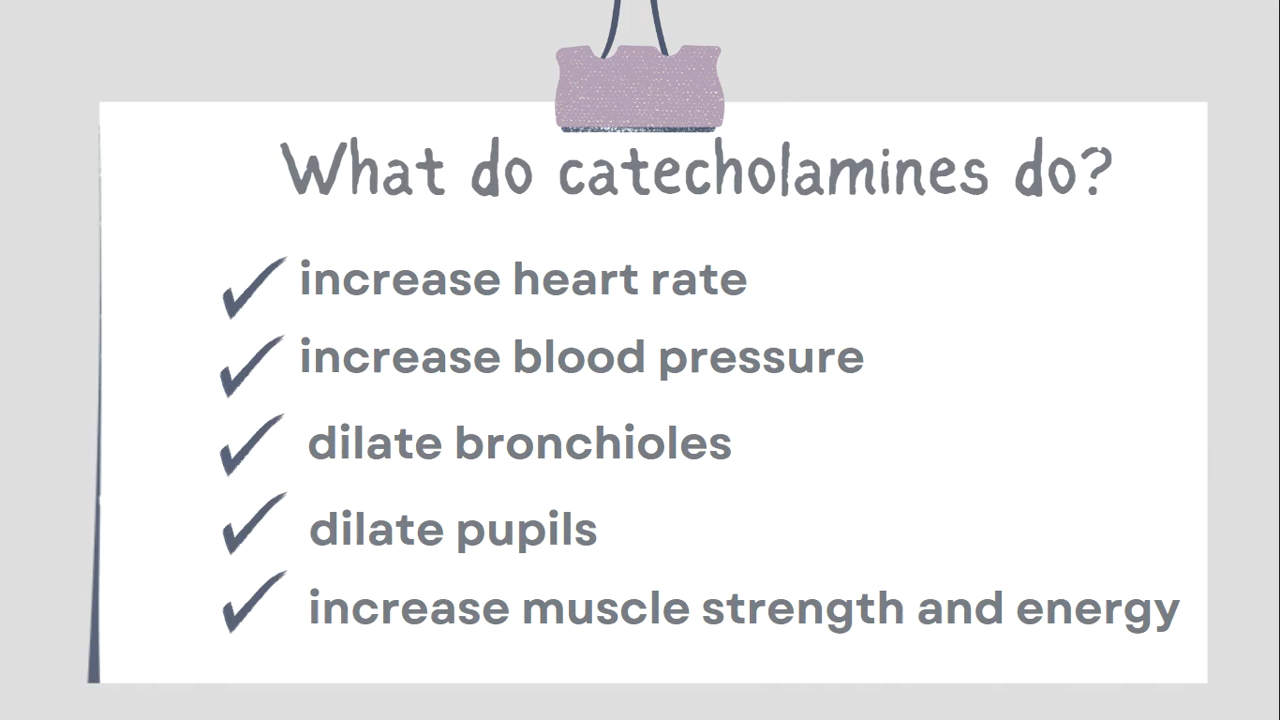 What do catecholamines do?
increase heart rate
increase blood pressure
dilate bronchioles
dilate pupils
increase muscle strength and energy